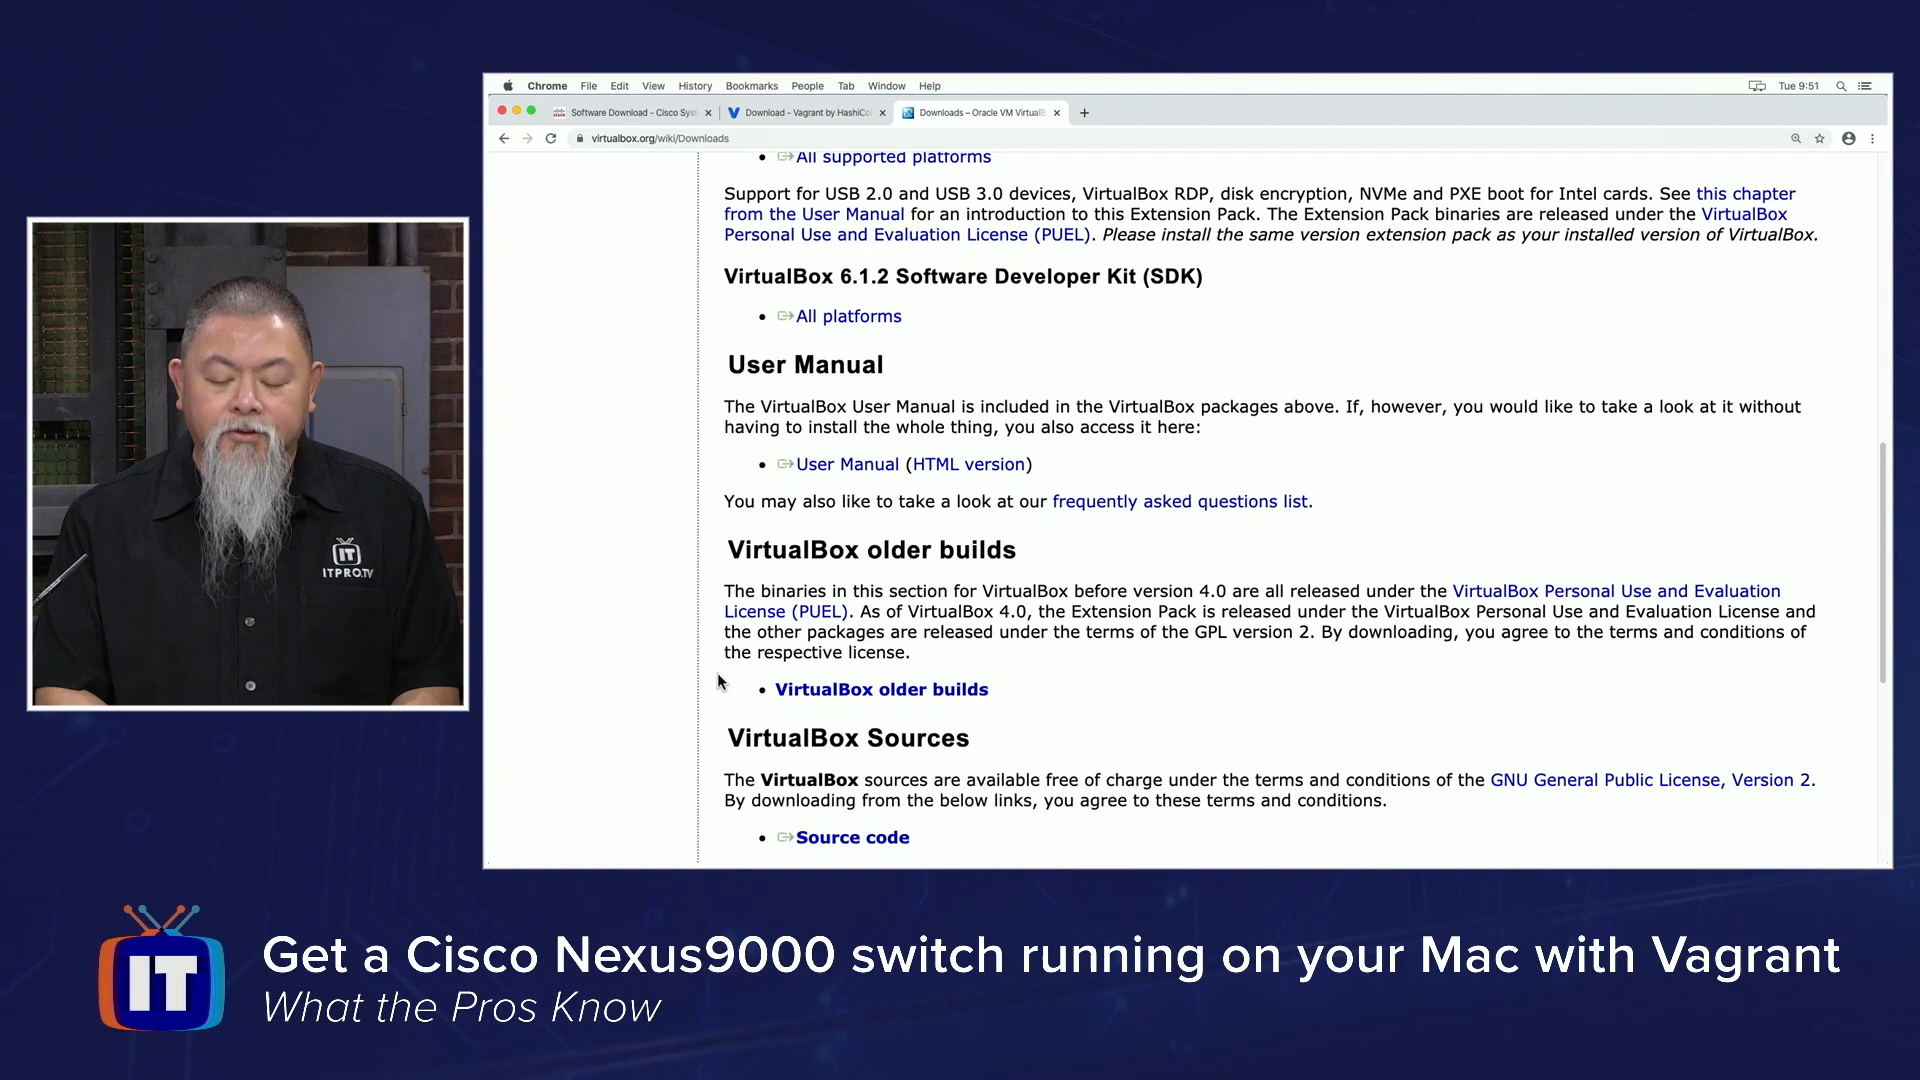 Chrome File Edit View History Bookmarks People Tab Window Help Tue 9:51
Software Download - Cisco Syst Download - Vagrant by HashiCo Downloads – Oracle VM VirtualB
virtualbox.org/wiki/Downloads
All supported platforms
Support for USB 2.0 and USB 3.0 devices, VirtualBox RDP, disk encryption, NVMe and PXE boot for Intel cards. See this chapter
from the User Manual for an introduction to this Extension Pack. The Extension Pack binaries are released under the VirtualBox
Personal Use and Evaluation License (PUEL). Please install the same version extension pack as your installed version of VirtualBox.
VirtualBox 6.1.2 Software Developer Kit (SDK)
All platforms
User Manual
The VirtualBox User Manual is included in the VirtualBox packages above. If, however, you would like to take a look at it without
having to install the whole thing, you also access it here:
User Manual (HTML version)
You may also like to take a look at our frequently asked questions list.
VirtualBox older builds
The binaries in this section for VirtualBox before version 4.0 are all released under the VirtualBox Personal Use and Evaluation
License (PUEL). As of VirtualBox 4.0, the Extension Pack is released under the VirtualBox Personal Use and Evaluation License and
the other packages are released under the terms of the GPL version 2. By downloading, you agree to the terms and conditions of
the respective license.
VirtualBox older builds
VirtualBox Sources
The VirtualBox sources are available free of charge under the terms and conditions of the GNU General Public License, Version 2.
By downloading from the below links, you agree to these terms and conditions.
Source code
IT
ITPRO.TV
IT
Get a Cisco Nexus9000 switch running on your Mac with Vagrant
What the Pros Know